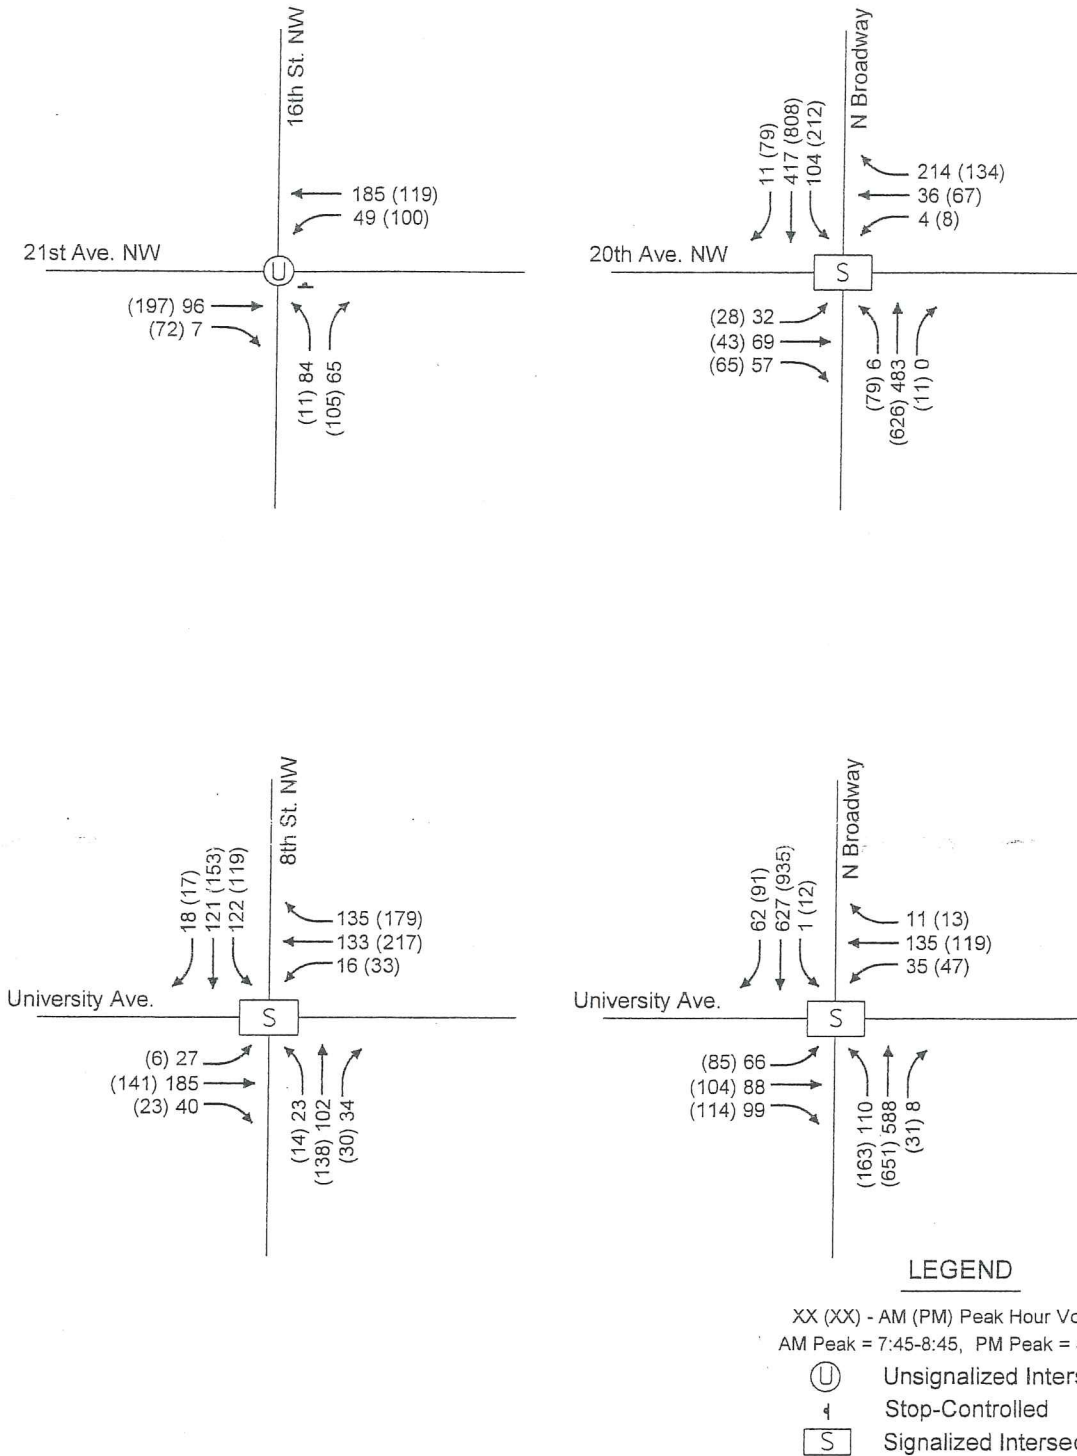 16th St. NW
185 (119)
49 (100)
21st Ave. NW
U
(197) 96
(72) 7
(11) 84
(105) 65
N Broadway
11 (79)
417 (808)
104 (212)
214 (134)
36 (67)
4 (8)
20th Ave. NW
S
(28) 32
(43) 69
(65) 57
(79) 6
(626) 483
(11) 0
8th St. NW
18 (17)
121 (153)
122 (119)
135 (179)
133 (217)
16 (33)
University Ave.
S
(6) 27
(141) 185
(23) 40
(14) 23
(138) 102
(30) 34
N Broadway
62 (91)
627 (935)
1 (12)
11 (13)
135 (119)
35 (47)
University Ave.
S
(85) 66
(104) 88
(114) 99
(163) 110
(651) 588
(31) 8
LEGEND
XX (XX) - AM (PM) Peak Hour Vo
AM Peak = 7:45-8:45, PM Peak =
U Unsignalized Inters
Stop-Controlled
S Signalized Intersec